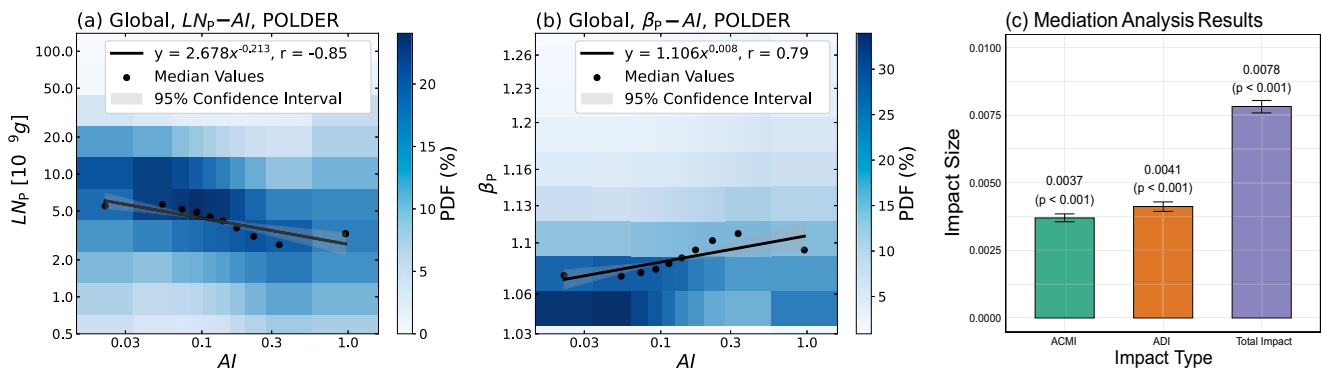 (a) Global, LNP−AI, POLDER
y = 2.678x^-0.213, r = -0.85
Median Values
95% Confidence Interval
LNP [10 9g]
100.0
50.0
20.0
10.0
5.0
2.0
1.0
0.5
0.03
0.1
0.3
1.0
AI
PDF (%)
20
15
10
5
0
(b) Global, βP−AI, POLDER
y = 1.106x^0.008, r = 0.79
Median Values
95% Confidence Interval
βP
1.26
1.23
1.2
1.16
1.13
1.1
1.06
1.03
0.03
0.1
0.3
1.0
AI
PDF (%)
30
25
20
15
10
5
(c) Mediation Analysis Results
Impact Size
0.0100
0.0075
0.0050
0.0025
0.0000
0.0037
(p < 0.001)
0.0041
(p < 0.001)
0.0078
(p < 0.001)
ACMI
ADI
Total Impact
Impact Type